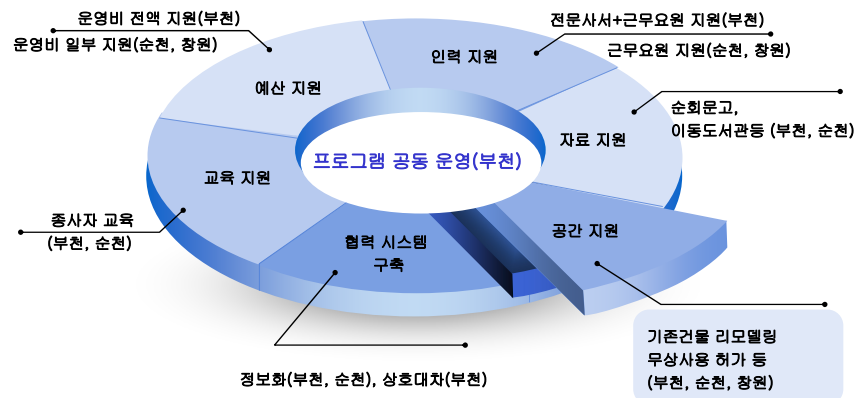 운영비 전액 지원(부천)
운영비 일부 지원(순천, 창원)
전문사서+근무요원 지원(부천)
근무요원 지원(순천, 창원)
인력 지원
예산 지원
순회문고,
이동도서관등 (부천, 순천)
자료 지원
프로그램 공동 운영(부천)
교육 지원
종사자 교육
(부천, 순천)
협력 시스템
구축
공간 지원
기존건물 리모델링
무상사용 허가 등
(부천, 순천, 창원)
정보화(부천, 순천), 상호대차(부천)